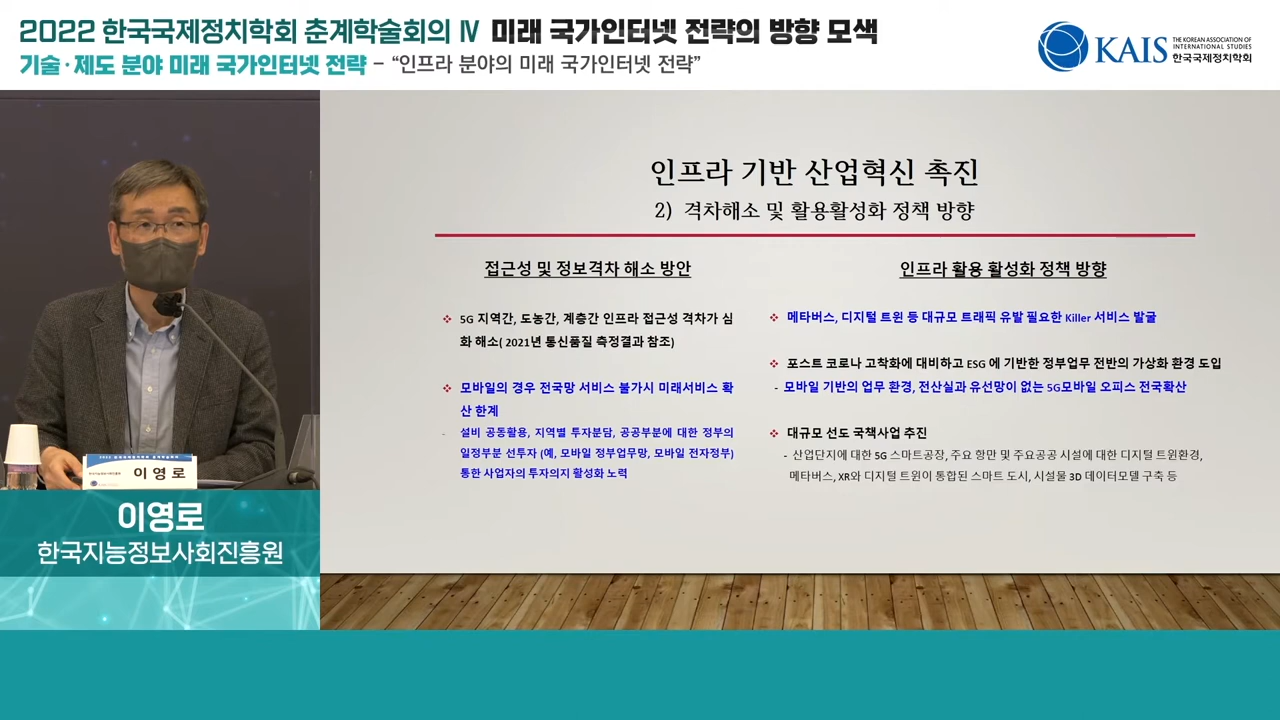 2022 한국국제정치학회 춘계학술회의 Ⅳ 미래 국가인터넷 전략의 방향 모색
기술·제도 분야 미래 국가인터넷 전략 – “인프라 분야의 미래 국가인터넷 전략”
KAIS
THE KOREAN ASSOCIATION OF
INTERNATIONAL STUDIES
한국국제정치학회
인프라 기반 산업혁신 촉진
2) 격차해소 및 활용활성화 정책 방향
접근성 및 정보격차 해소 방안
❖ 5G 지역간, 도농간, 계층간 인프라 접근성 격차가 심
화 해소( 2021년 통신품질 측정결과 참조)
❖ 모바일의 경우 전국망 서비스 불가시 미래서비스 확
산 한계
- 설비 공동활용, 지역별 투자분담, 공공부분에 대한 정부의
일정부분 선투자 (예, 모바일 정부업무망, 모바일 전자정부)
통한 사업자의 투자의지 활성화 노력
인프라 활용 활성화 정책 방향
❖ 메타버스, 디지털 트윈 등 대규모 트래픽 유발 필요한 Killer 서비스 발굴
❖ 포스트 코로나 고착화에 대비하고 ESG 에 기반한 정부업무 전반의 가상화 환경 도입
- 모바일 기반의 업무 환경, 전산실과 유선망이 없는 5G모바일 오피스 전국확산
❖ 대규모 선도 국책사업 추진
- 산업단지에 대한 5G 스마트공장, 주요 항만 및 주요공공 시설에 대한 디지털 트윈환경,
메타버스, XR와 디지털 트윈이 통합된 스마트 도시, 시설물 3D 데이터모델 구축 등
이 영 로
이영로
한국지능정보사회진흥원